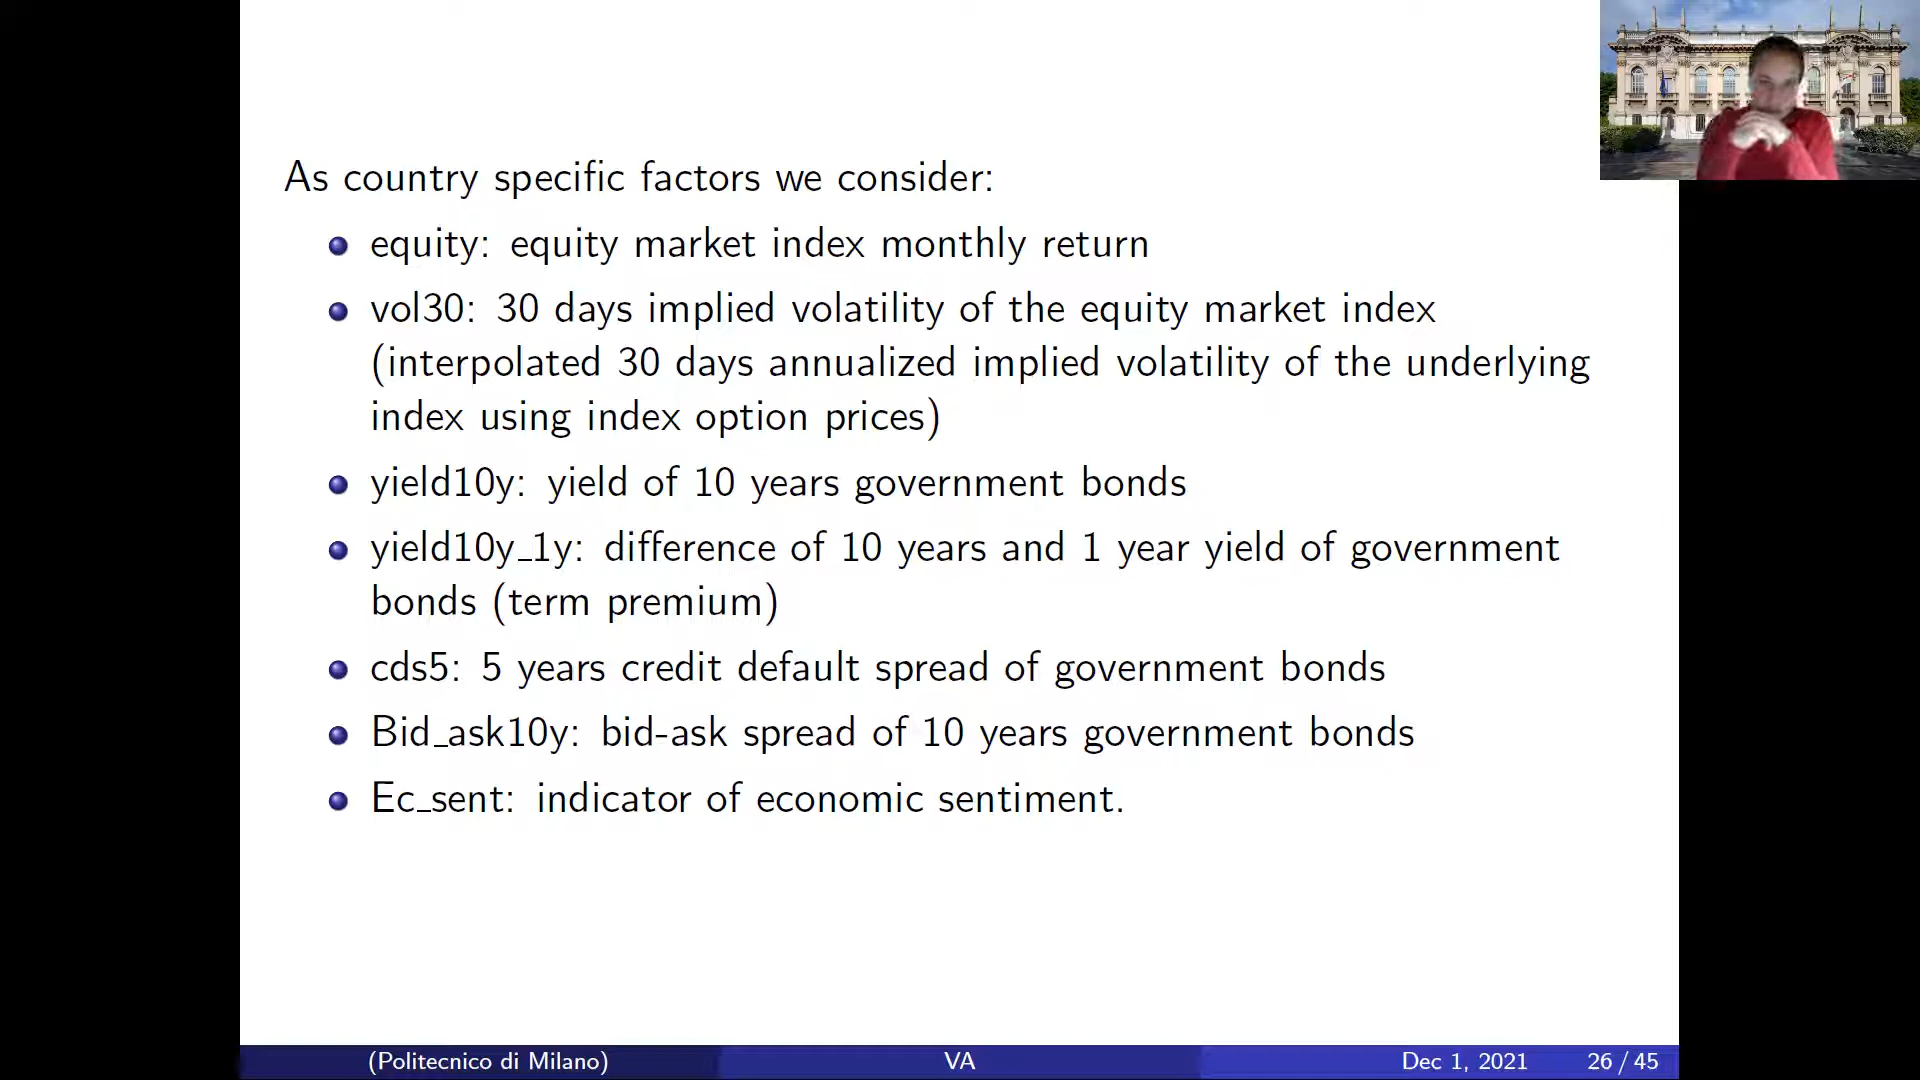 As country specific factors we consider:
equity: equity market index monthly return
vol30: 30 days implied volatility of the equity market index
(interpolated 30 days annualized implied volatility of the underlying
index using index option prices)
yield10y: yield of 10 years government bonds
yield10y_1y: difference of 10 years and 1 year yield of government
bonds (term premium)
cds5: 5 years credit default spread of government bonds
Bid_ask10y: bid-ask spread of 10 years government bonds
Ec_sent: indicator of economic sentiment.
(Politecnico di Milano) VA Dec 1, 2021 26 / 45